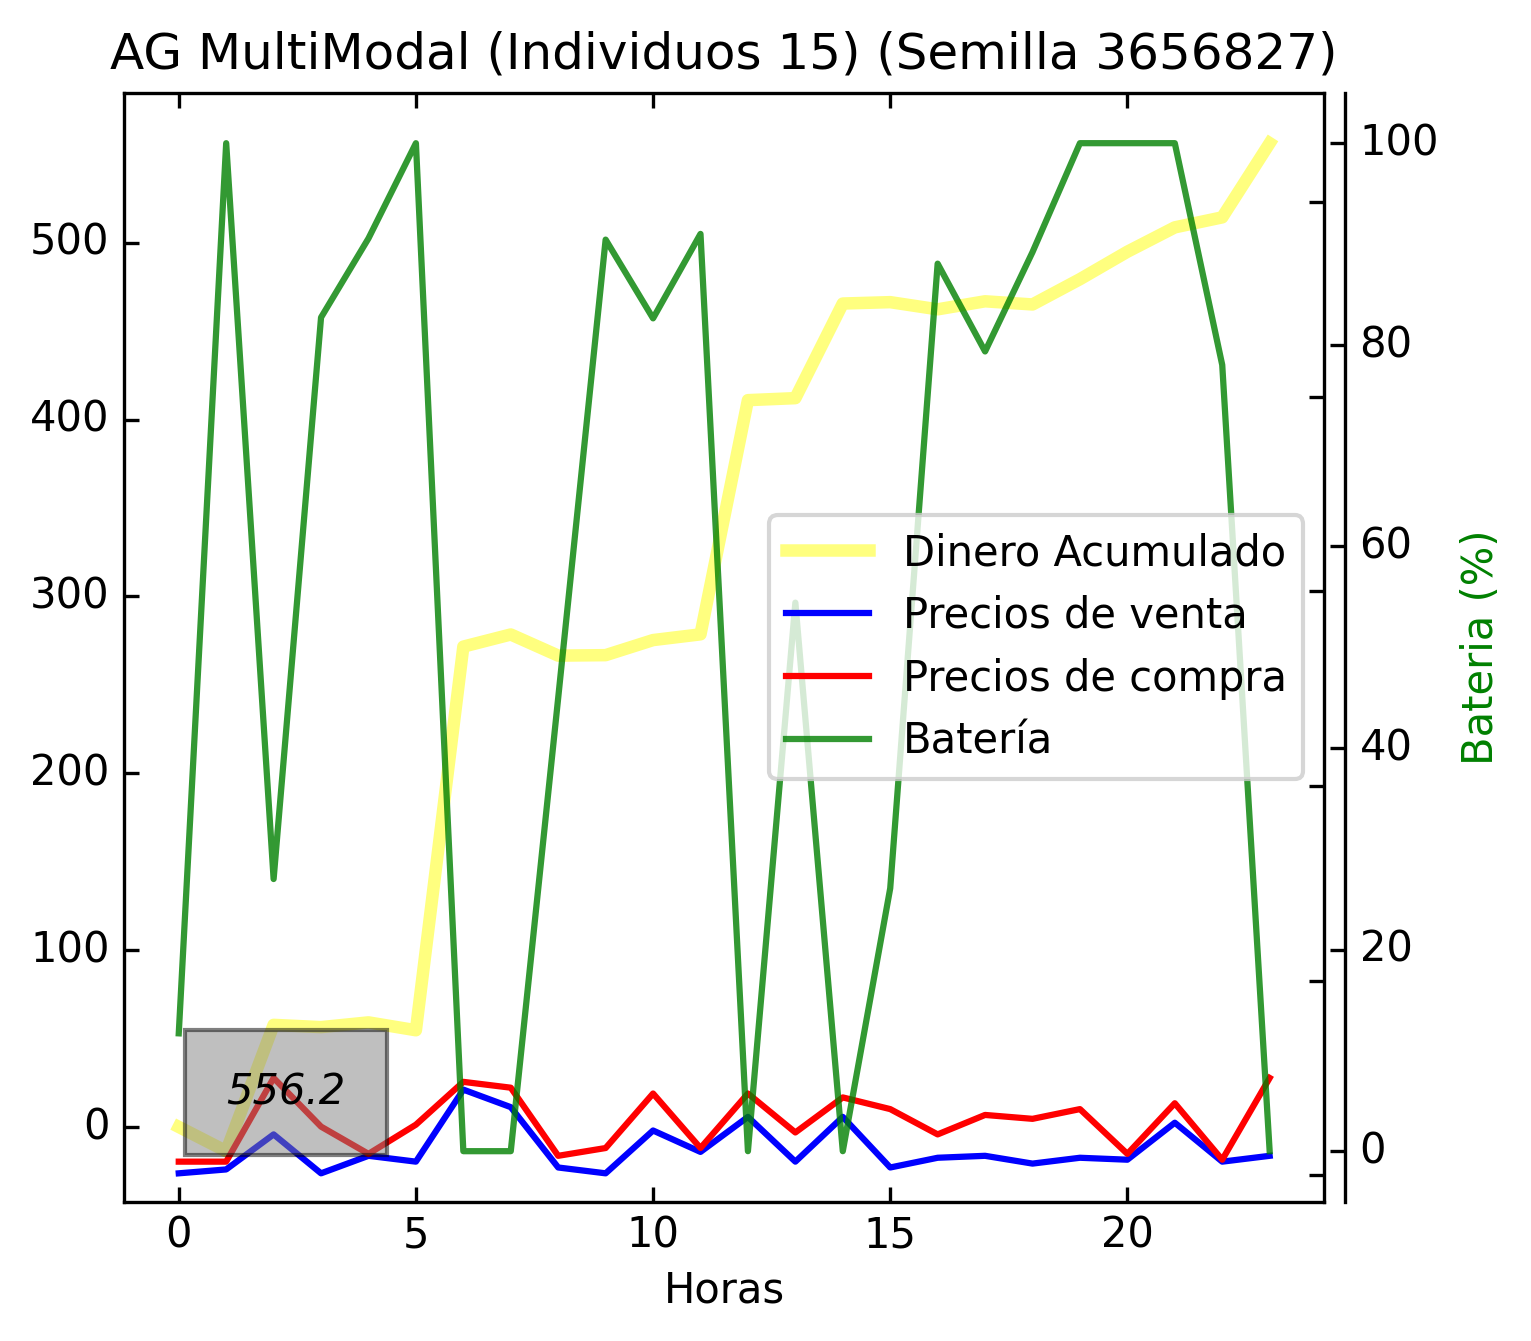 AG MultiModal (Individuos 15) (Semilla 3656827)
500
400
300
200
100
0
100
80
60
40
20
0
Bateria (%)
Dinero Acumulado
Precios de venta
Precios de compra
Batería
556.2
0 5 10 15 20
Horas